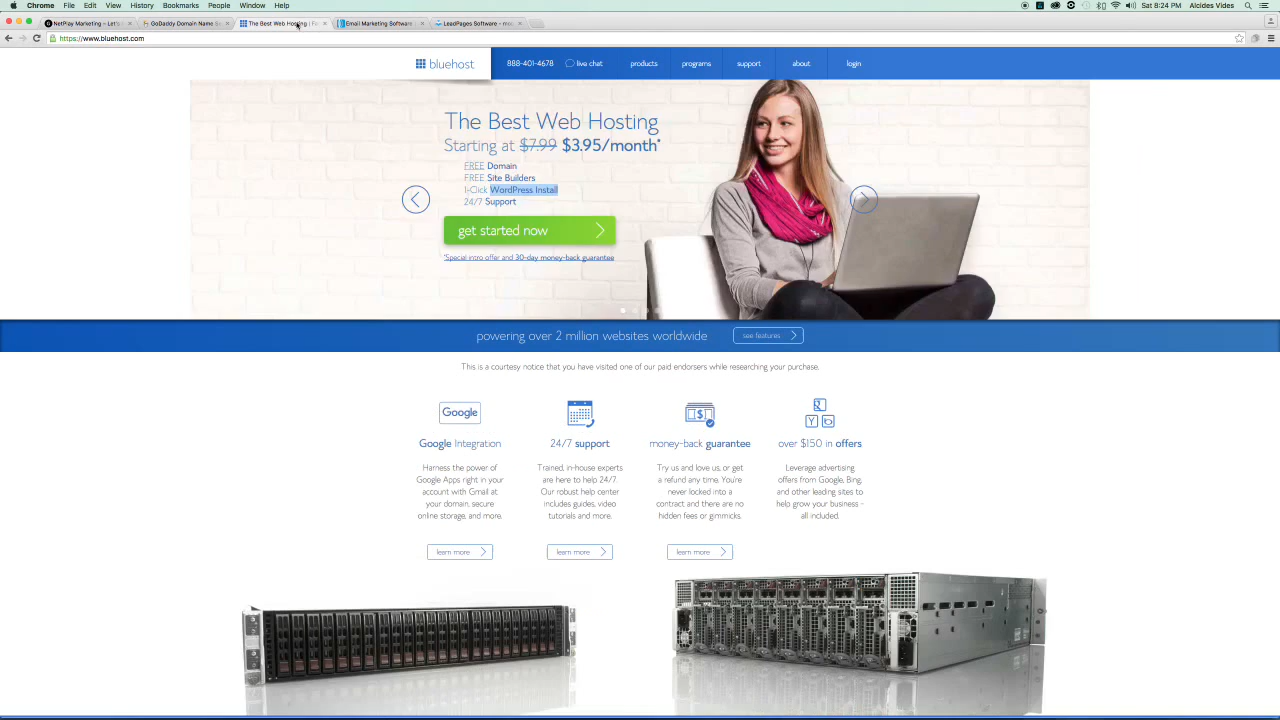 Chrome File Edit View History Bookmarks People Window Help
Sat 8:24 PM Alcides Vides
NetPlay Marketing – Let's
GoDaddy Domain Name Se
The Best Web Hosting | Fa
Email Marketing Software
LeadPages Software - mo
https://www.bluehost.com
bluehost
888-401-4678 live chat products programs support about login
The Best Web Hosting
Starting at $7.99 $3.95/month*
FREE Domain
FREE Site Builders
1-Click WordPress Install
24/7 Support
get started now
*Special intro offer and 30-day money-back guarantee
powering over 2 million websites worldwide see features
This is a courtesy notice that you have visited one of our paid endorsers while researching your purchase.
Google
Google Integration
Harness the power of
Google Apps right in your
account with Gmail at
your domain, secure
online storage, and more.
learn more
24/7 support
Trained, in-house experts
are here to help 24/7.
Our robust help center
includes guides, video
tutorials and more.
learn more
money-back guarantee
Try us and love us, or get
a refund any time. You're
never locked into a
contract and there are no
hidden fees or gimmicks.
learn more
over $150 in offers
Leverage advertising
offers from Google, Bing,
and other leading sites to
help grow your business -
all included.